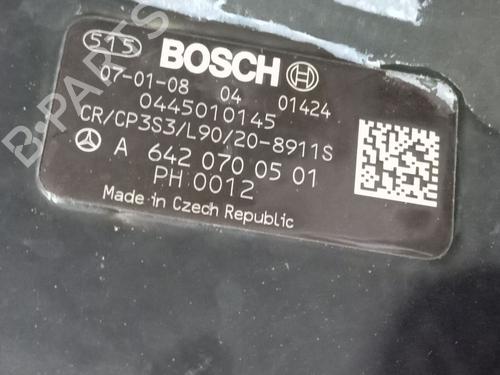 515 BOSCH
07-01-08 04 01424
0445010145
CR/CP3S3/L90/20-8911S
A 642 070 05 01
PH 0012
Made in Czech Republic
B-PARTS